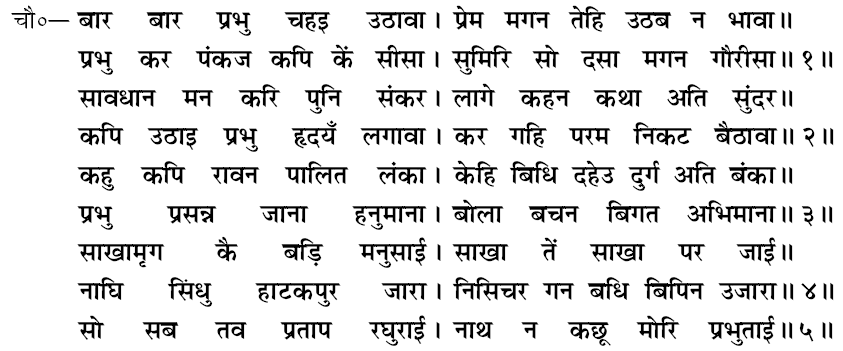 चौ०— बार बार प्रभु चहइ उठावा। प्रेम मगन तेहि उठब न भावा॥
प्रभु कर पंकज कपि कें सीसा। सुमिरि सो दसा मगन गौरीसा॥ १॥
सावधान मन करि पुनि संकर। लागे कहन कथा अति सुंदर॥
कपि उठाइ प्रभु हृदयँ लगावा। कर गहि परम निकट बैठावा॥ २॥
कहु कपि रावन पालित लंका। केहि बिधि दहेउ दुर्ग अति बंका॥
प्रभु प्रसन्न जाना हनुमाना। बोला बचन बिगत अभिमाना॥ ३॥
साखामृग कै बड़ि मनुसाई। साखा तें साखा पर जाई॥
नाघि सिंधु हाटकपुर जारा। निसिचर गन बधि बिपिन उजारा॥ ४॥
सो सब तव प्रताप रघुराई। नाथ न कछू मोरि प्रभुताई॥ ५॥